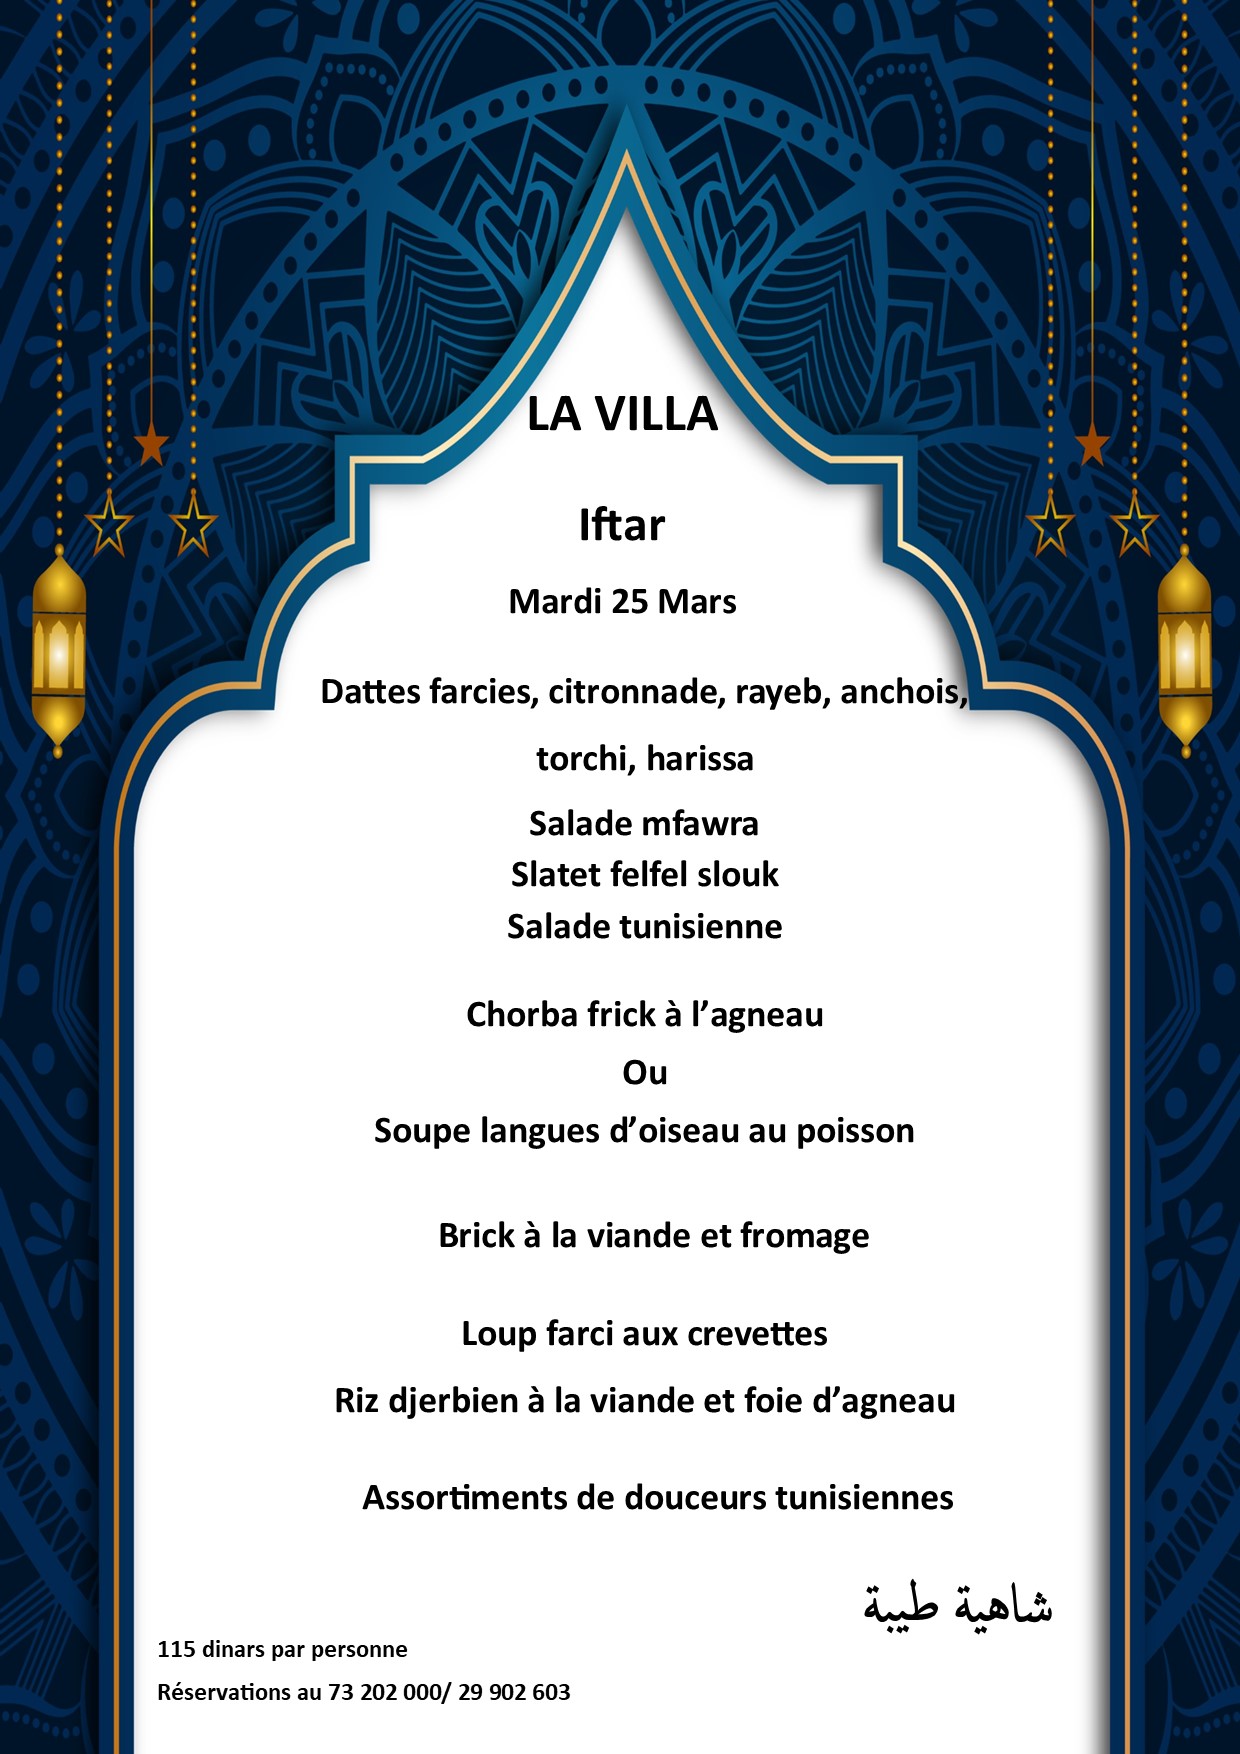 LA VILLA
Iftar
Mardi 25 Mars
Dattes farcies, citronnade, rayeb, anchois,
torchi, harissa
Salade mfawra
Slatet felfel slouk
Salade tunisienne
Chorba frick à l’agneau
Ou
Soupe langues d’oiseau au poisson
Brick à la viande et fromage
Loup farci aux crevettes
Riz djerbien à la viande et foie d’agneau
Assortiments de douceurs tunisiennes
شاهية طيبة
115 dinars par personne
Réservations au 73 202 000/ 29 902 603